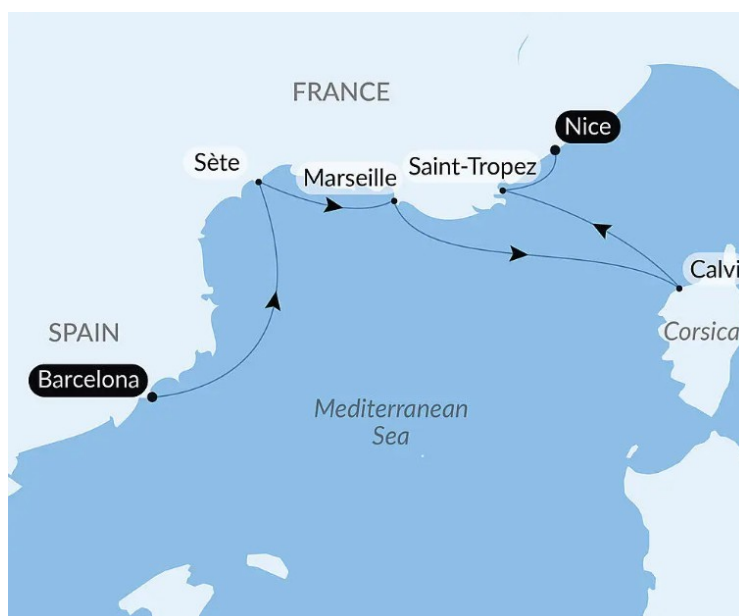 FRANCE
Nice
Sète
Saint-Tropez
Marseille
Calvi
SPAIN
Corsica
Barcelona
Mediterranean
Sea